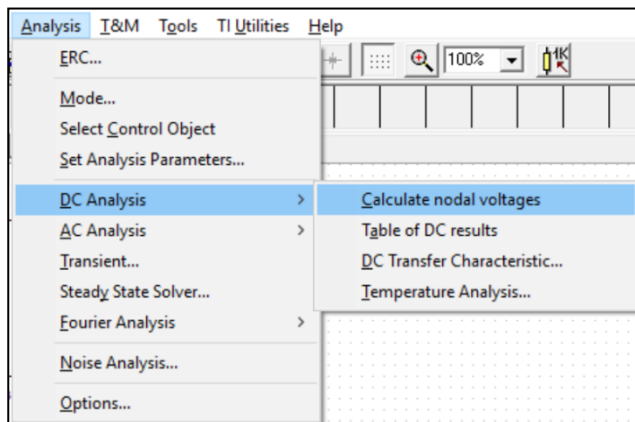 Analysis T&M Tools TI Utilities Help
ERC...
100%
1K
Mode...
Select Control Object
Set Analysis Parameters...
DC Analysis
Calculate nodal voltages
AC Analysis
Table of DC results
Transient...
DC Transfer Characteristic...
Steady State Solver...
Temperature Analysis...
Fourier Analysis
Noise Analysis...
Options...